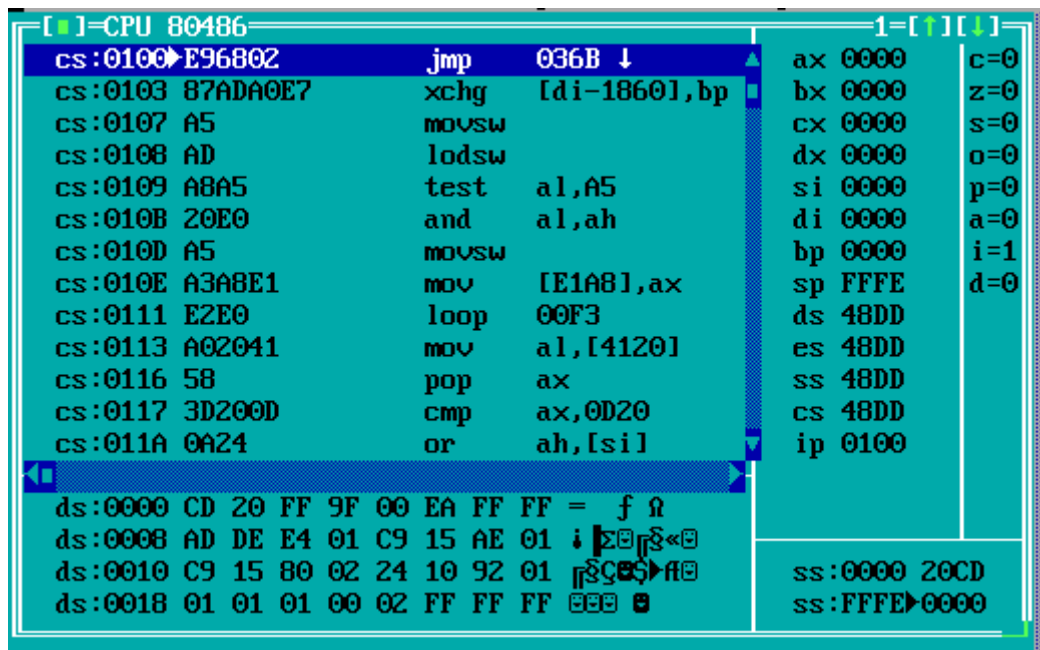 [■]=CPU 80486 1=[↑][↓]
cs:0100►E96802 jmp 036B ↓ ax 0000 c=0
cs:0103 87ADA0E7 xchg [di-1860],bp bx 0000 z=0
cs:0107 A5 movsw cx 0000 s=0
cs:0108 AD lodsw dx 0000 o=0
cs:0109 A8A5 test al,A5 si 0000 p=0
cs:010B 20E0 and al,ah di 0000 a=0
cs:010D A5 movsw bp 0000 i=1
cs:010E A3A8E1 mov [E1A8],ax sp FFFE d=0
cs:0111 E2E0 loop 00F3 ds 48DD
cs:0113 A02041 mov al,[4120] es 48DD
cs:0116 58 pop ax ss 48DD
cs:0117 3D200D cmp ax,0D20 cs 48DD
cs:011A 0A24 or ah,[si] ip 0100
ds:0000 CD 20 FF 9F 00 EA FF FF = ƒ Ω
ds:0008 AD DE E4 01 C9 15 AE 01 ¡▐Σ☺╔§«☺
ds:0010 C9 15 80 02 24 10 92 01 ╔§Ç☻$►Æ☺ ss:0000 20CD
ds:0018 01 01 01 00 02 FF FF FF ☺☺☺ ☻ ss:FFFE►0000